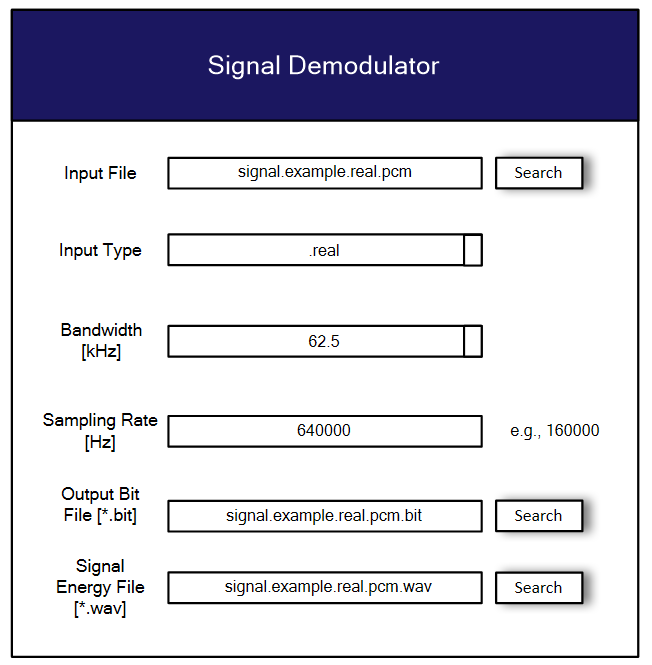 Signal Demodulator
Input File signal.example.real.pcm Search
Input Type .real
Bandwidth
[kHz] 62.5
Sampling Rate
[Hz] 640000 e.g., 160000
Output Bit
File [*.bit] signal.example.real.pcm.bit Search
Signal
Energy File signal.example.real.pcm.wav Search
[*.wav]